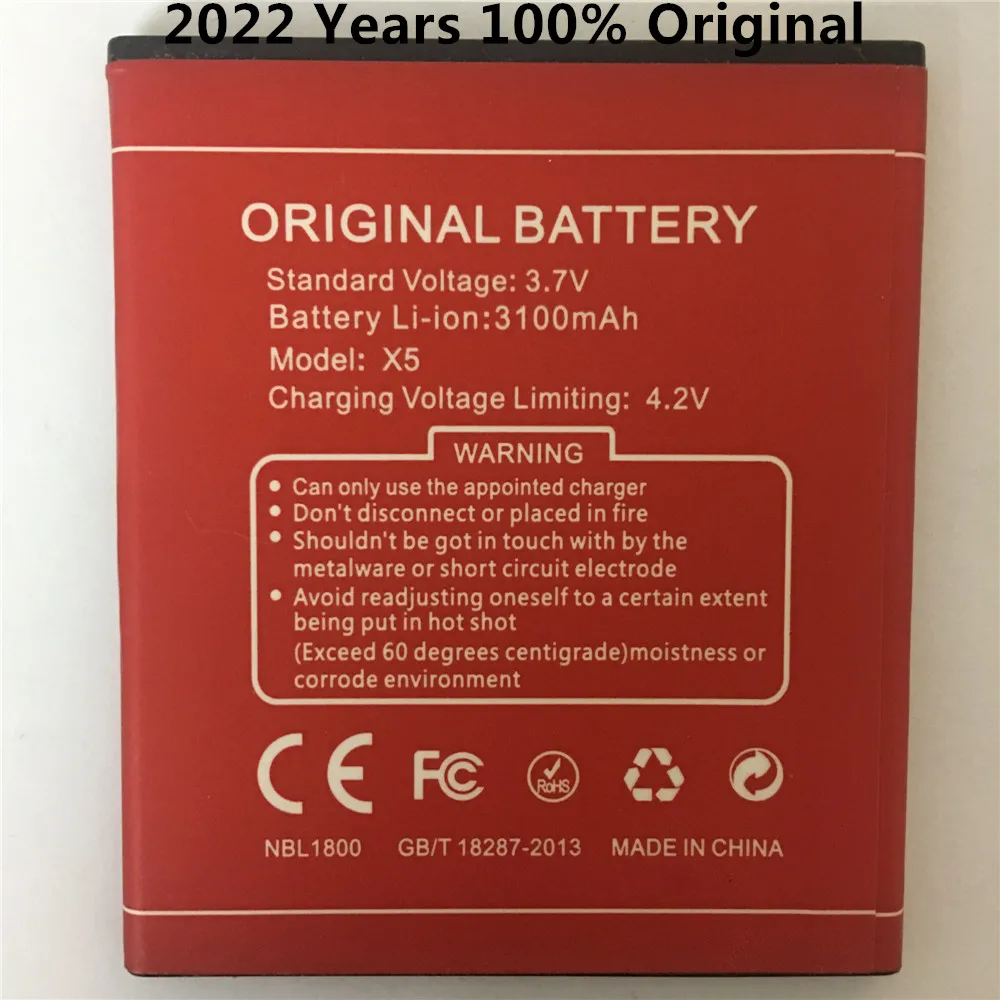 2022 Years 100% Original
ORIGINAL BATTERY
Standard Voltage: 3.7V
Battery Li-ion:3100mAh
Model: X5
Charging Voltage Limiting: 4.2V
WARNING
• Can only use the appointed charger
• Don't disconnect or placed in fire
• Shouldn't be got in touch with by the
metalware or short circuit electrode
• Avoid readjusting oneself to a certain extent
being put in hot shot
(Exceed 60 degrees centigrade)moistness or
corrode environment
CE FC RoHS
NBL1800 GB/T 18287-2013 MADE IN CHINA